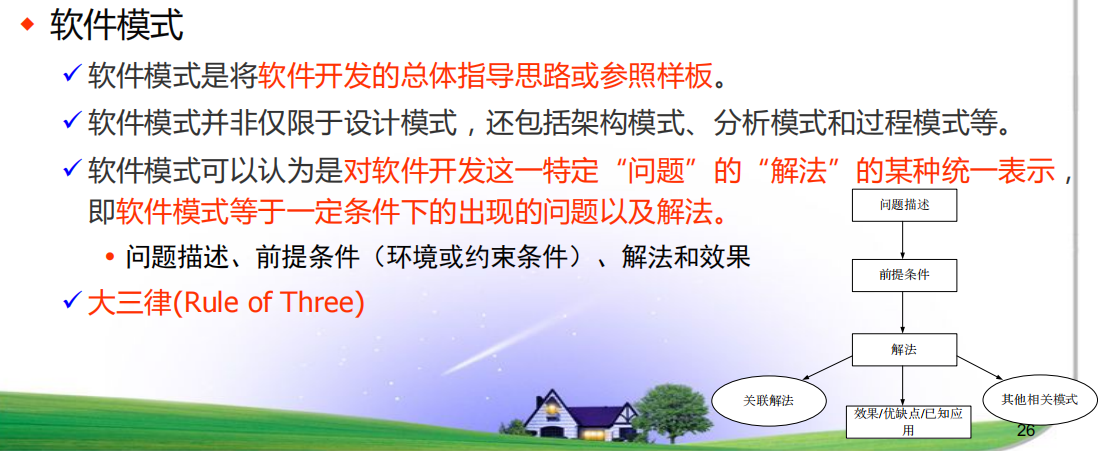 软件模式
软件模式是将软件开发的总体指导思路或参照样板。
软件模式并非仅限于设计模式，还包括架构模式、分析模式和过程模式等。
软件模式可以认为是对软件开发这一特定“问题”的“解法”的某种统一表示，
即软件模式等于一定条件下的出现的问题以及解法。
问题描述、前提条件（环境或约束条件）、解法和效果
大三律(Rule of Three)
问题描述
前提条件
解法
关联解法
效果/优缺点/已知应
用
其他相关模式
26